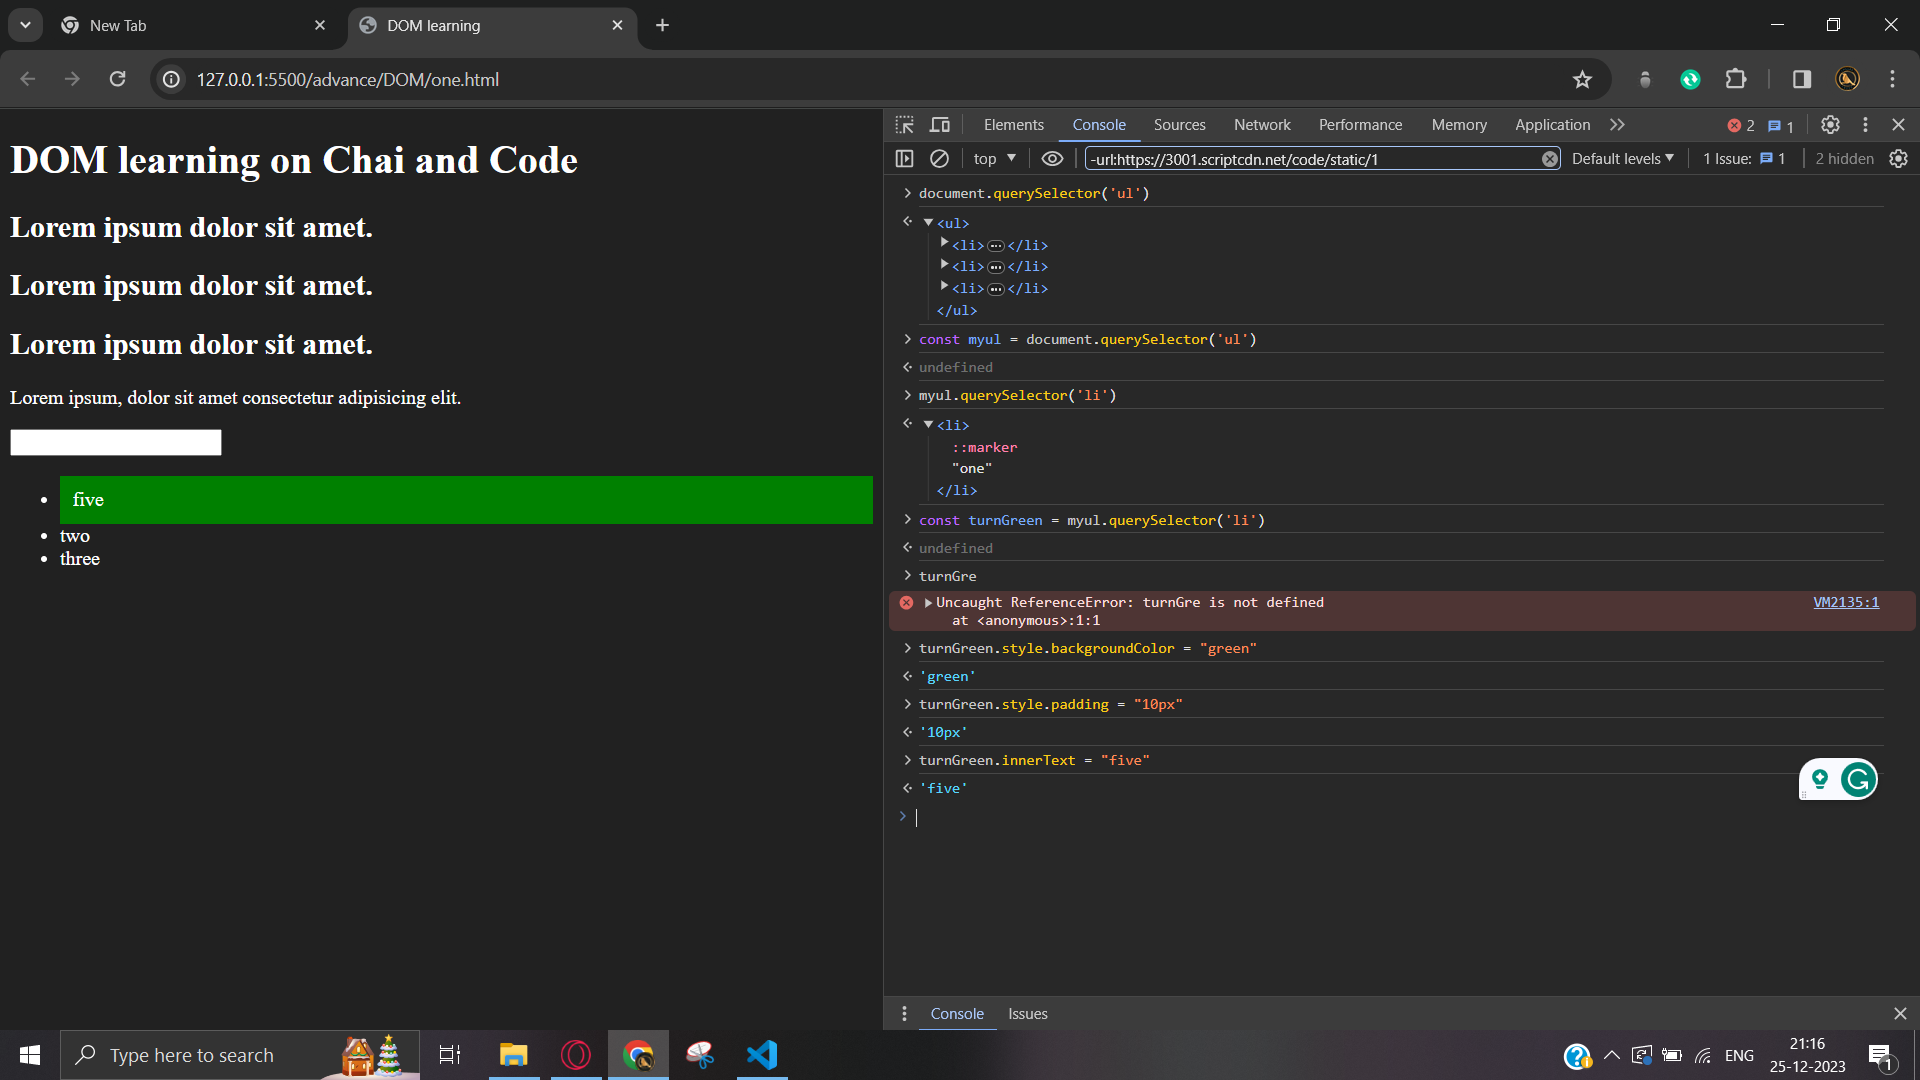 New Tab
DOM learning
127.0.0.1:5500/advance/DOM/one.html
DOM learning on Chai and Code
Lorem ipsum dolor sit amet.
Lorem ipsum dolor sit amet.
Lorem ipsum dolor sit amet.
Lorem ipsum, dolor sit amet consectetur adipisicing elit.
five
two
three
Elements Console Sources Network Performance Memory Application 2 1
top -url:https://3001.scriptcdn.net/code/static/1 Default levels 1 Issue: 1 2 hidden
document.querySelector('ul')
<ul>
<li>…</li>
<li>…</li>
<li>…</li>
</ul>
const myul = document.querySelector('ul')
undefined
myul.querySelector('li')
<li>
::marker
"one"
</li>
const turnGreen = myul.querySelector('li')
undefined
turnGre
Uncaught ReferenceError: turnGre is not defined VM2135:1
at <anonymous>:1:1
turnGreen.style.backgroundColor = "green"
'green'
turnGreen.style.padding = "10px"
'10px'
turnGreen.innerText = "five"
'five'
Console Issues
Type here to search
ENG
21:16
25-12-2023
1